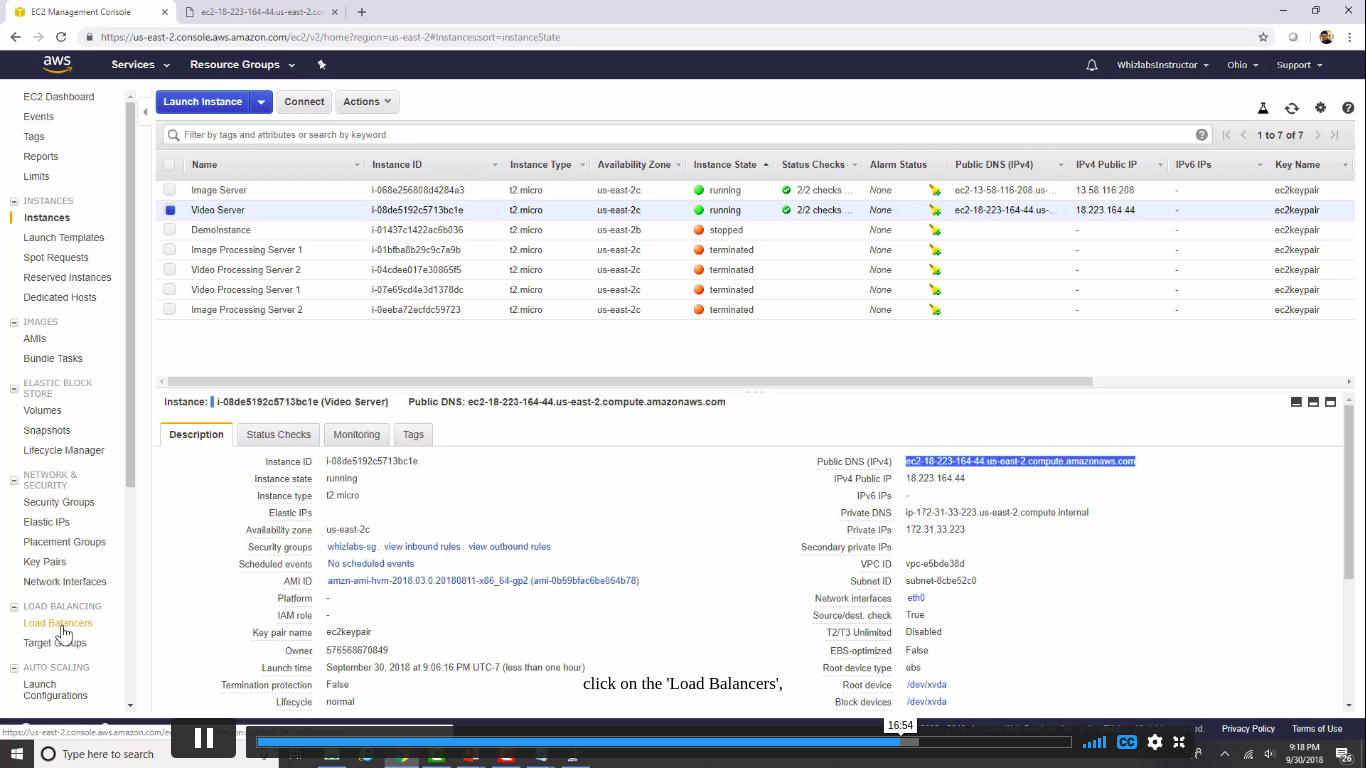 EC2 Management Console
ec2-18-223-164-44.us-east-2.co
https://us-east-2.console.aws.amazon.com/ec2/v2/home?region=us-east-2#Instances:sort=instanceState
aws Services Resource Groups WhizlabsInstructor Ohio Support
EC2 Dashboard
Events
Tags
Reports
Limits
INSTANCES
Instances
Launch Templates
Spot Requests
Reserved Instances
Dedicated Hosts
IMAGES
AMIs
Bundle Tasks
ELASTIC BLOCK
STORE
Volumes
Snapshots
Lifecycle Manager
NETWORK &
SECURITY
Security Groups
Elastic IPs
Placement Groups
Key Pairs
Network Interfaces
LOAD BALANCING
Load Balancers
Target Groups
AUTO SCALING
Launch
Configurations
Launch Instance Connect Actions
Filter by tags and attributes or search by keyword
1 to 7 of 7
Name Instance ID Instance Type Availability Zone Instance State Status Checks Alarm Status Public DNS (IPv4) IPv4 Public IP IPv6 IPs Key Name
Image Server i-068e256808d4284a3 t2.micro us-east-2c running 2/2 checks ... None ec2-13-58-116-208.us-... 13.58.116.208 - ec2keypair
Video Server i-08de5192c5713bc1e t2.micro us-east-2c running 2/2 checks ... None ec2-18-223-164-44.us-... 18.223.164.44 - ec2keypair
DemoInstance i-01437c1422ac6b036 t2.micro us-east-2b stopped None - - ec2keypair
Image Processing Server 1 i-01bfba8b29c9c7a9b t2.micro us-east-2c terminated None - - ec2keypair
Video Processing Server 2 i-04cdee017e30865f5 t2.micro us-east-2c terminated None - - ec2keypair
Video Processing Server 1 i-07e69cd4e3d1378dc t2.micro us-east-2c terminated None - - ec2keypair
Image Processing Server 2 i-0eeba72ecfdc59723 t2.micro us-east-2c terminated None - - ec2keypair
Instance: i-08de5192c5713bc1e (Video Server) Public DNS: ec2-18-223-164-44.us-east-2.compute.amazonaws.com
Description Status Checks Monitoring Tags
Instance ID i-08de5192c5713bc1e Public DNS (IPv4) ec2-18-223-164-44.us-east-2.compute.amazonaws.com
Instance state running IPv4 Public IP 18.223.164.44
Instance type t2.micro IPv6 IPs -
Elastic IPs Private DNS ip-172-31-33-223.us-east-2.compute.internal
Availability zone us-east-2c Private IPs 172.31.33.223
Security groups whizlabs-sg. view inbound rules. view outbound rules Secondary private IPs
Scheduled events No scheduled events VPC ID vpc-e5bde38d
AMI ID amzn-ami-hvm-2018.03.0.20180811-x86_64-gp2 (ami-0b59bfac6be064b78) Subnet ID subnet-8cbe52c0
Platform - Network interfaces eth0
IAM role - Source/dest. check True
Key pair name ec2keypair T2/T3 Unlimited Disabled
Owner 576568670849 EBS-optimized False
Launch time September 30, 2018 at 9:06:16 PM UTC-7 (less than one hour) Root device type ebs
Termination protection False Root device /dev/xvda
Lifecycle normal Block devices /dev/xvda
click on the 'Load Balancers',
16:54
Privacy Policy Terms of Use
CC
Type here to search
9:18 PM
9/30/2018
26